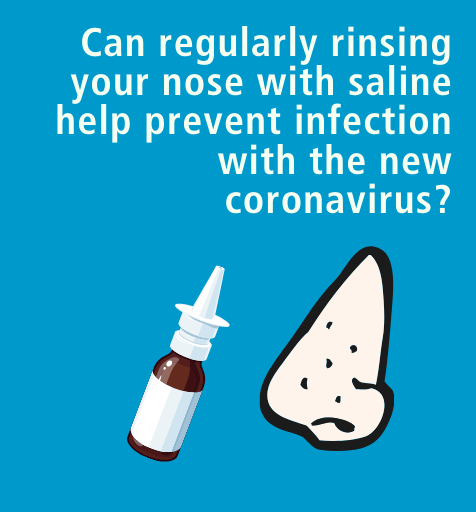 Can regularly rinsing
your nose with saline
help prevent infection
with the new
coronavirus?